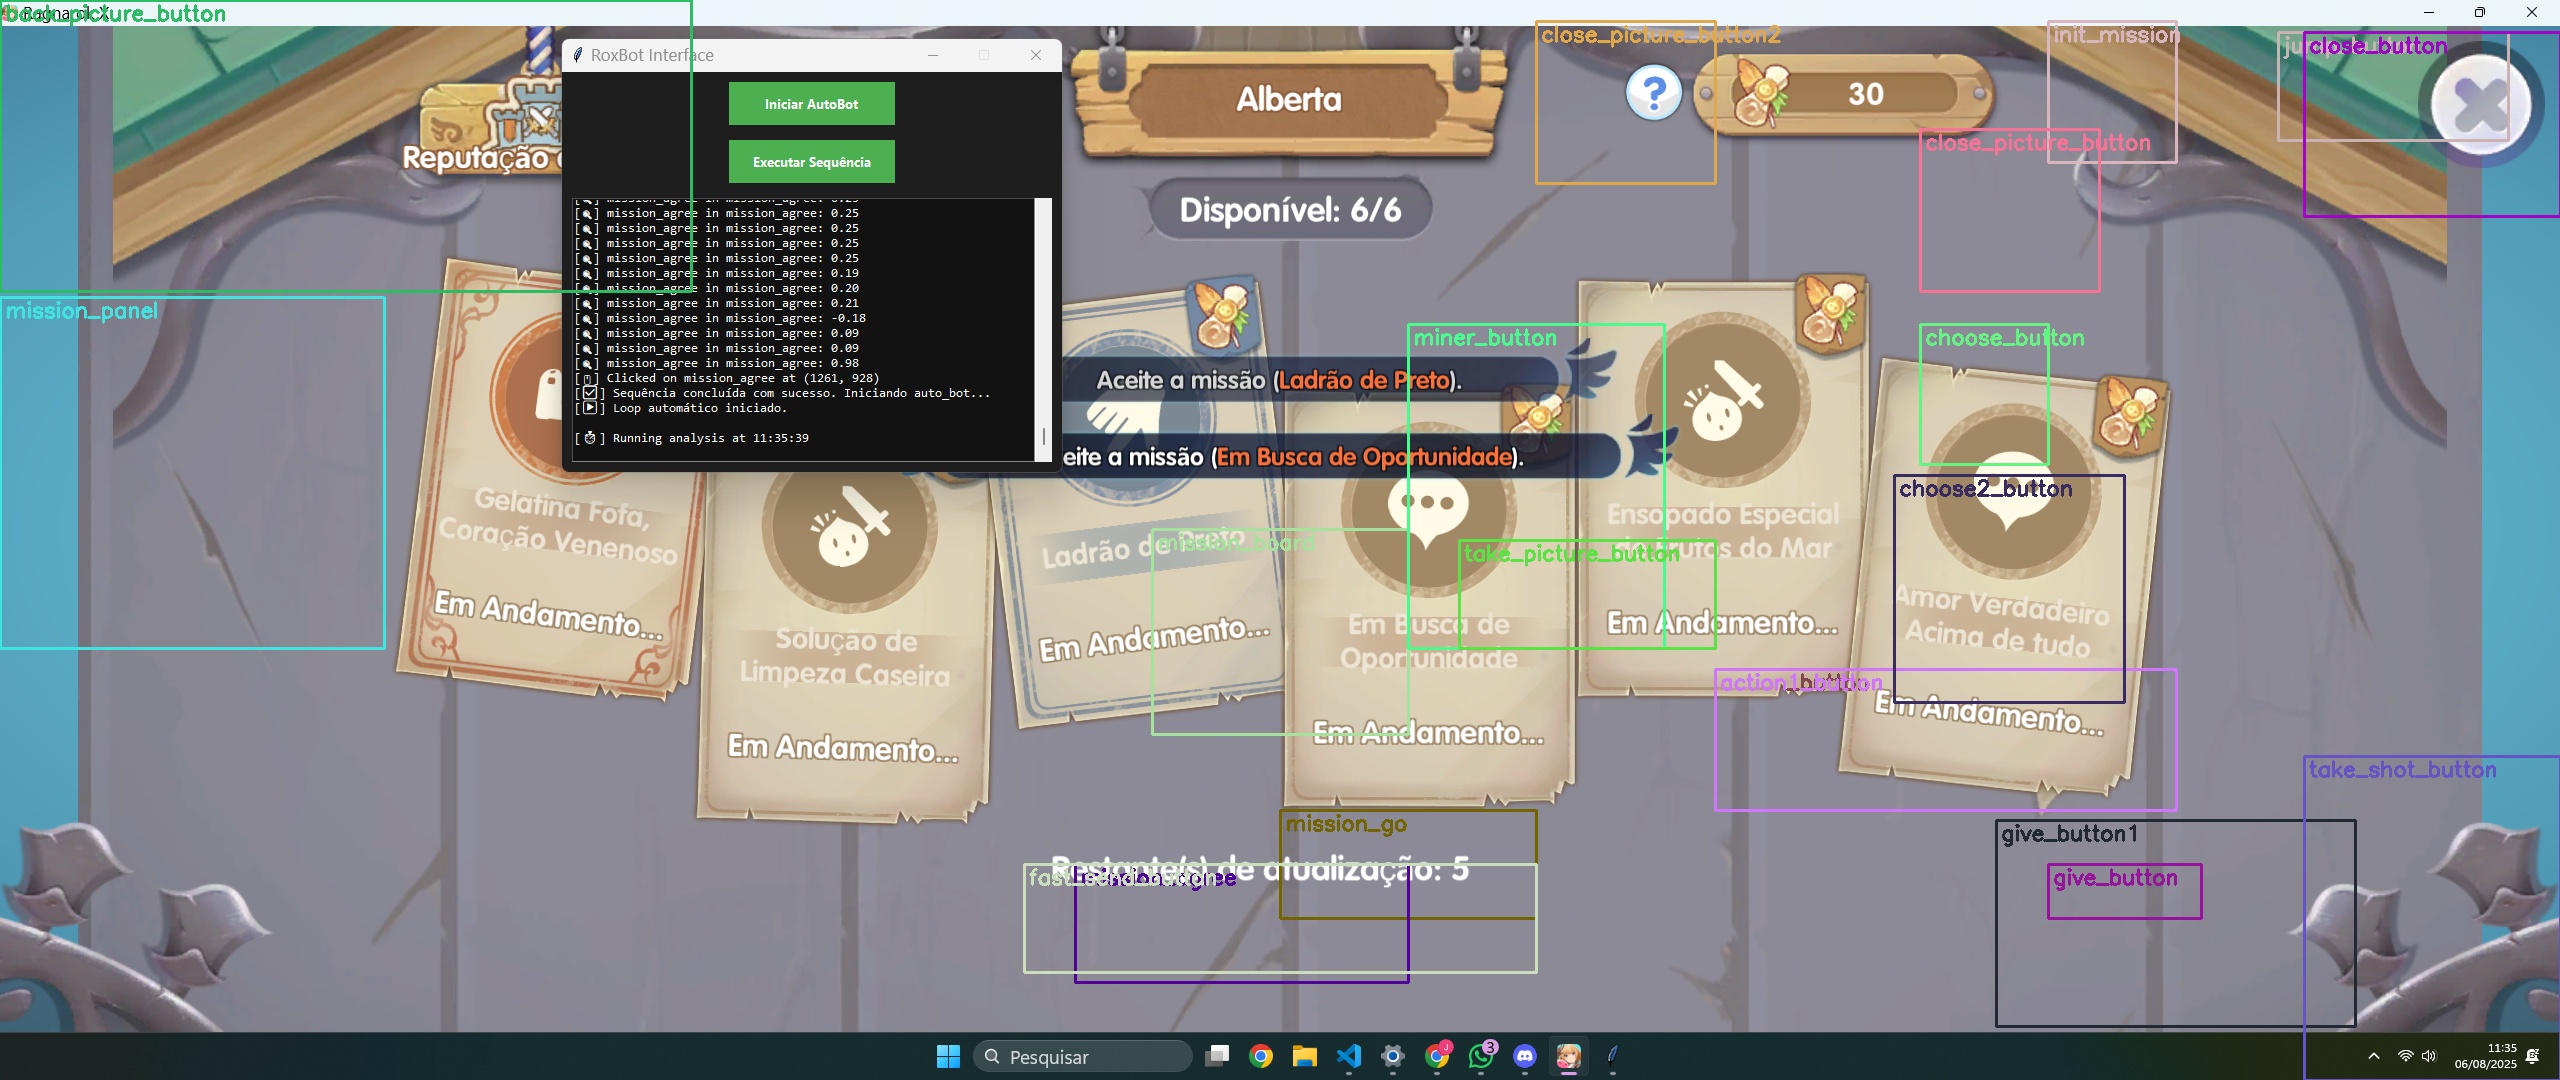 back_picture_button
RoxBot Interface
Iniciar AutoBot
Executar Sequência
mission_agree in mission_agree: 0.25
mission_agree in mission_agree: 0.25
mission_agree in mission_agree: 0.25
mission_agree in mission_agree: 0.25
mission_agree in mission_agree: 0.19
mission_agree in mission_agree: 0.20
mission_agree in mission_agree: 0.21
mission_agree in mission_agree: -0.18
mission_agree in mission_agree: 0.09
mission_agree in mission_agree: 0.09
mission_agree in mission_agree: 0.98
Clicked on mission_agree at (1261, 928)
Sequência concluída com sucesso. Iniciando auto_bot...
Loop automático iniciado.
Running analysis at 11:35:39
Reputação
Alberta
30
close_picture_button2
init_mission
close_button
close_picture_button
Disponível: 6/6
mission_panel
miner_button
choose_button
Aceite a missão (Ladrão de Preto).
eite a missão (Em Busca de Oportunidade).
choose2_button
Gelatina Fofa,
Coração Venenoso
Em Andamento...
Solução de
Limpeza Caseira
Em Andamento...
Ladrão de Preto
mission_board
Em Andamento...
take_picture_button
Em Busca de
Oportunidade
Em Andamento...
Ensopado Especial
de Frutos do Mar
Em Andamento...
Amor Verdadeiro
Acima de tudo
Em Andamento...
action1_button
take_shot_button
mission_go
Restante(s) de atualização: 5
give_button1
give_button
Pesquisar
3
11:35
06/08/2025